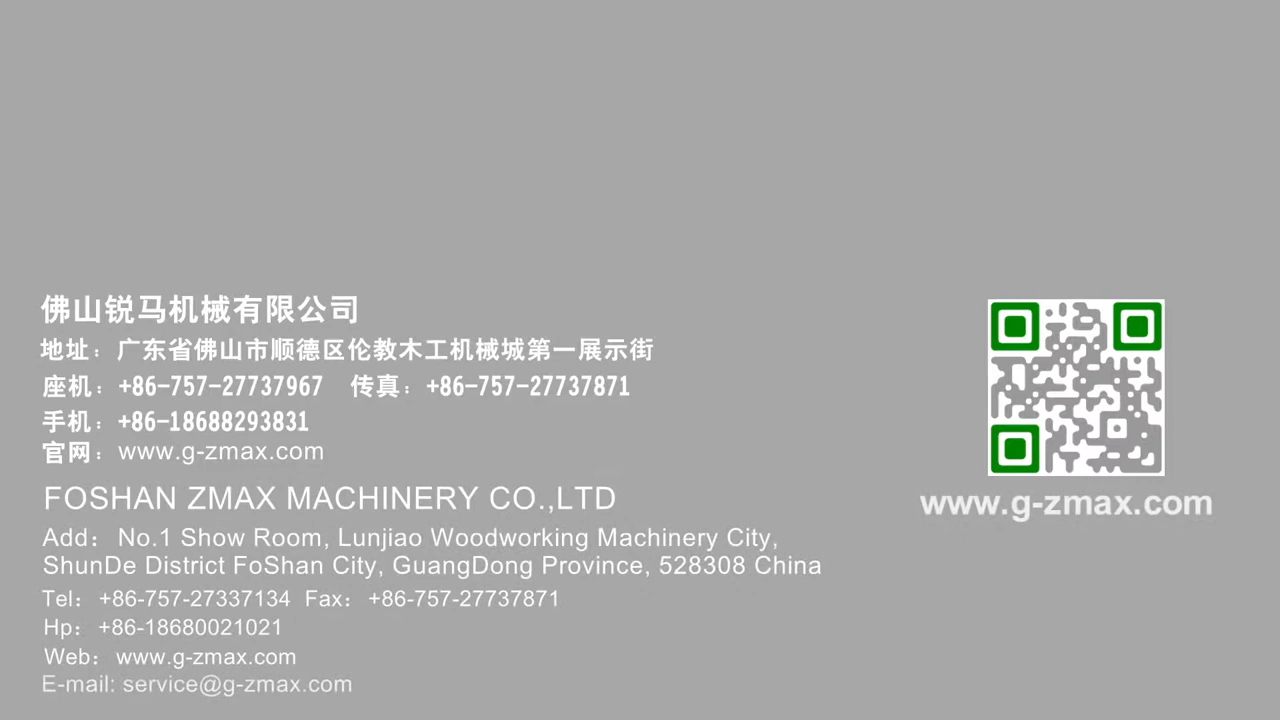 佛山锐马机械有限公司
地址：广东省佛山市顺德区伦教木工机械城第一展示街
座机：+86-757-27737967 传真：+86-757-27737871
手机：+86-18688293831
官网：www.g-zmax.com
FOSHAN ZMAX MACHINERY CO.,LTD
Add：No.1 Show Room, Lunjiao Woodworking Machinery City,
ShunDe District FoShan City, GuangDong Province, 528308 China
Tel：+86-757-27337134 Fax：+86-757-27737871
Hp：+86-18680021021
Web：www.g-zmax.com
E-mail: service@g-zmax.com
www.g-zmax.com